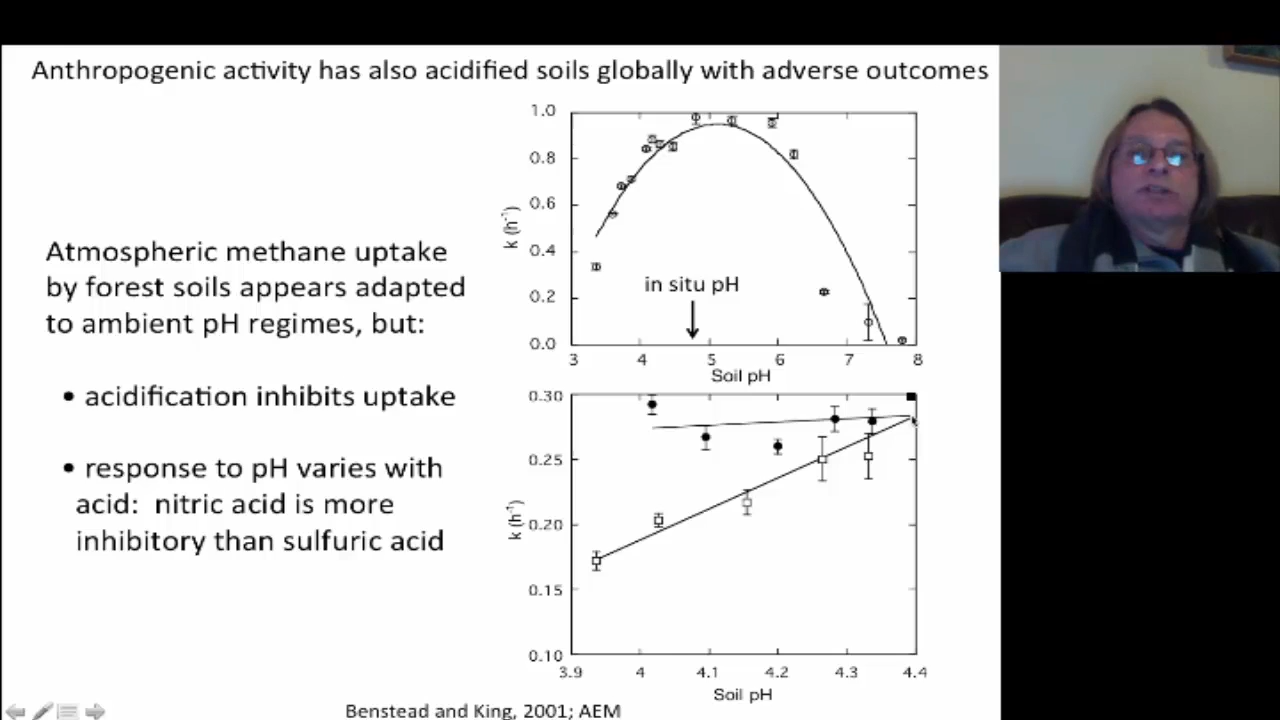 Anthropogenic activity has also acidified soils globally with adverse outcomes
Atmospheric methane uptake
by forest soils appears adapted
to ambient pH regimes, but:
• acidification inhibits uptake
• response to pH varies with
acid: nitric acid is more
inhibitory than sulfuric acid
1.0
0.8
0.6
0.4
0.2
0.0
k (h⁻¹)
in situ pH
3 4 5 6 7 8
Soil pH
0.30
0.25
0.20
0.15
0.10
k (h⁻¹)
3.9 4 4.1 4.2 4.3 4.4
Soil pH
Benstead and King, 2001; AEM